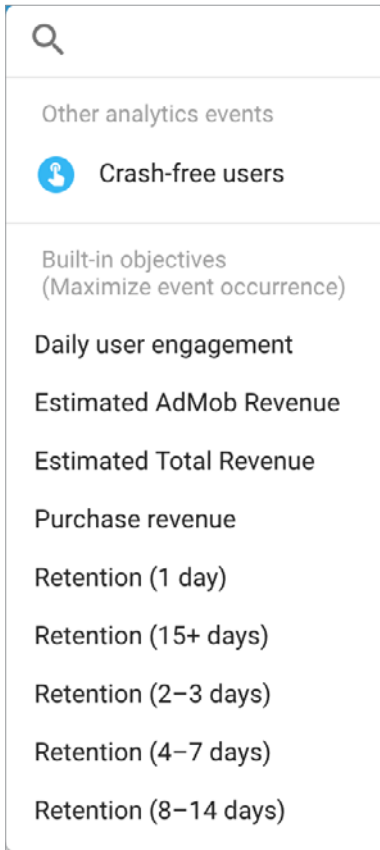 Other analytics events
Crash-free users
Built-in objectives
(Maximize event occurrence)
Daily user engagement
Estimated AdMob Revenue
Estimated Total Revenue
Purchase revenue
Retention (1 day)
Retention (15+ days)
Retention (2–3 days)
Retention (4–7 days)
Retention (8–14 days)